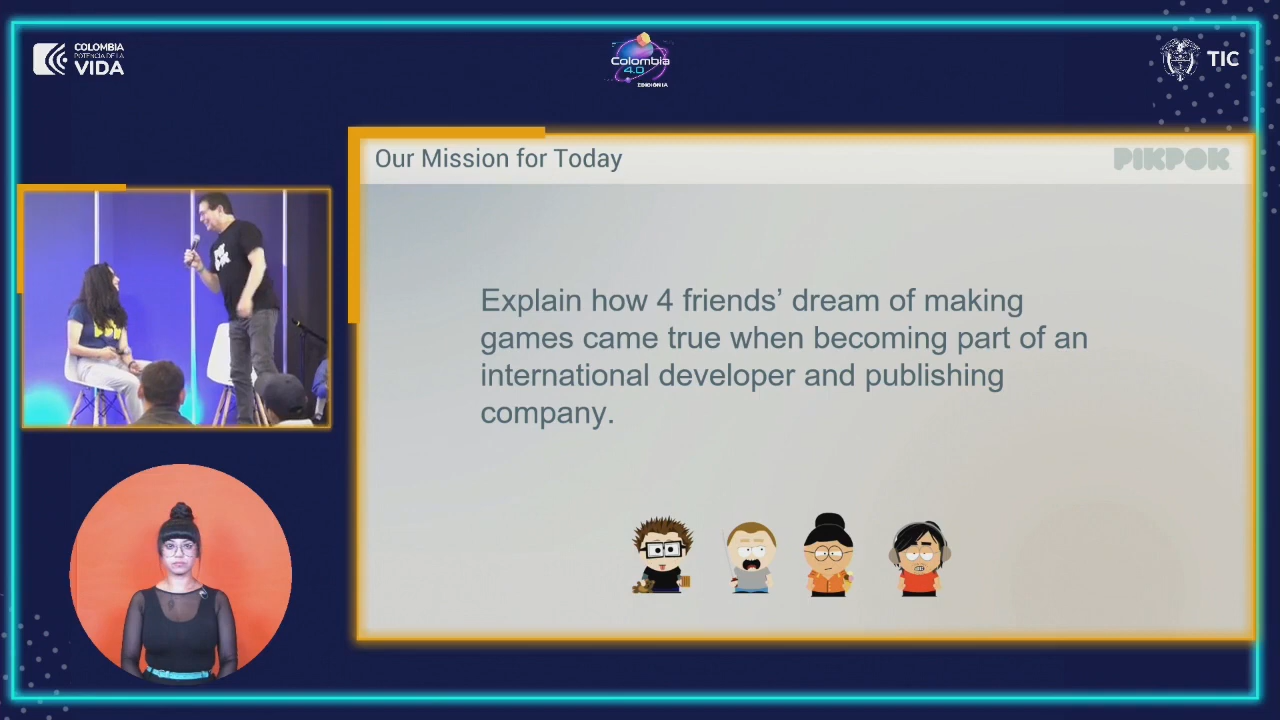 COLOMBIA
POTENCIA DE LA
VIDA
Colombia
4.0
EDICIÓN IA
TIC
Our Mission for Today
PIKPOK
Explain how 4 friends’ dream of making
games came true when becoming part of an
international developer and publishing
company.